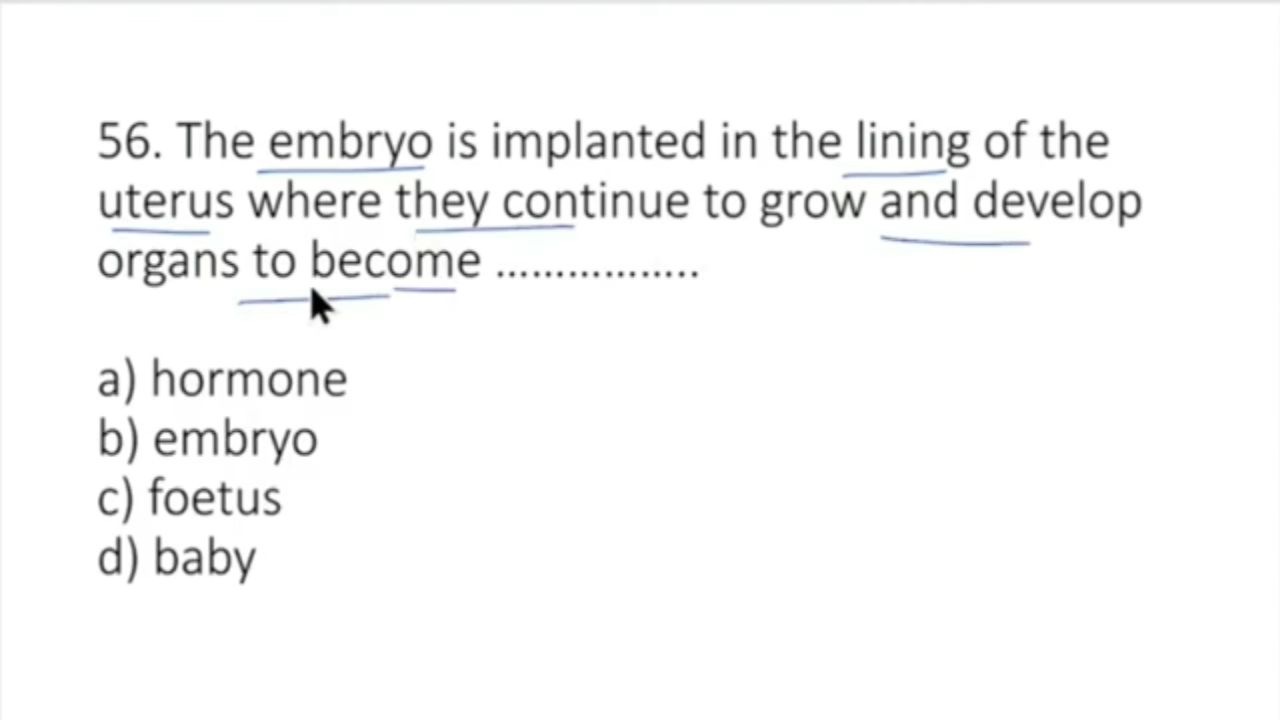 56. The embryo is implanted in the lining of the
uterus where they continue to grow and develop
organs to become .................
a) hormone
b) embryo
c) foetus
d) baby